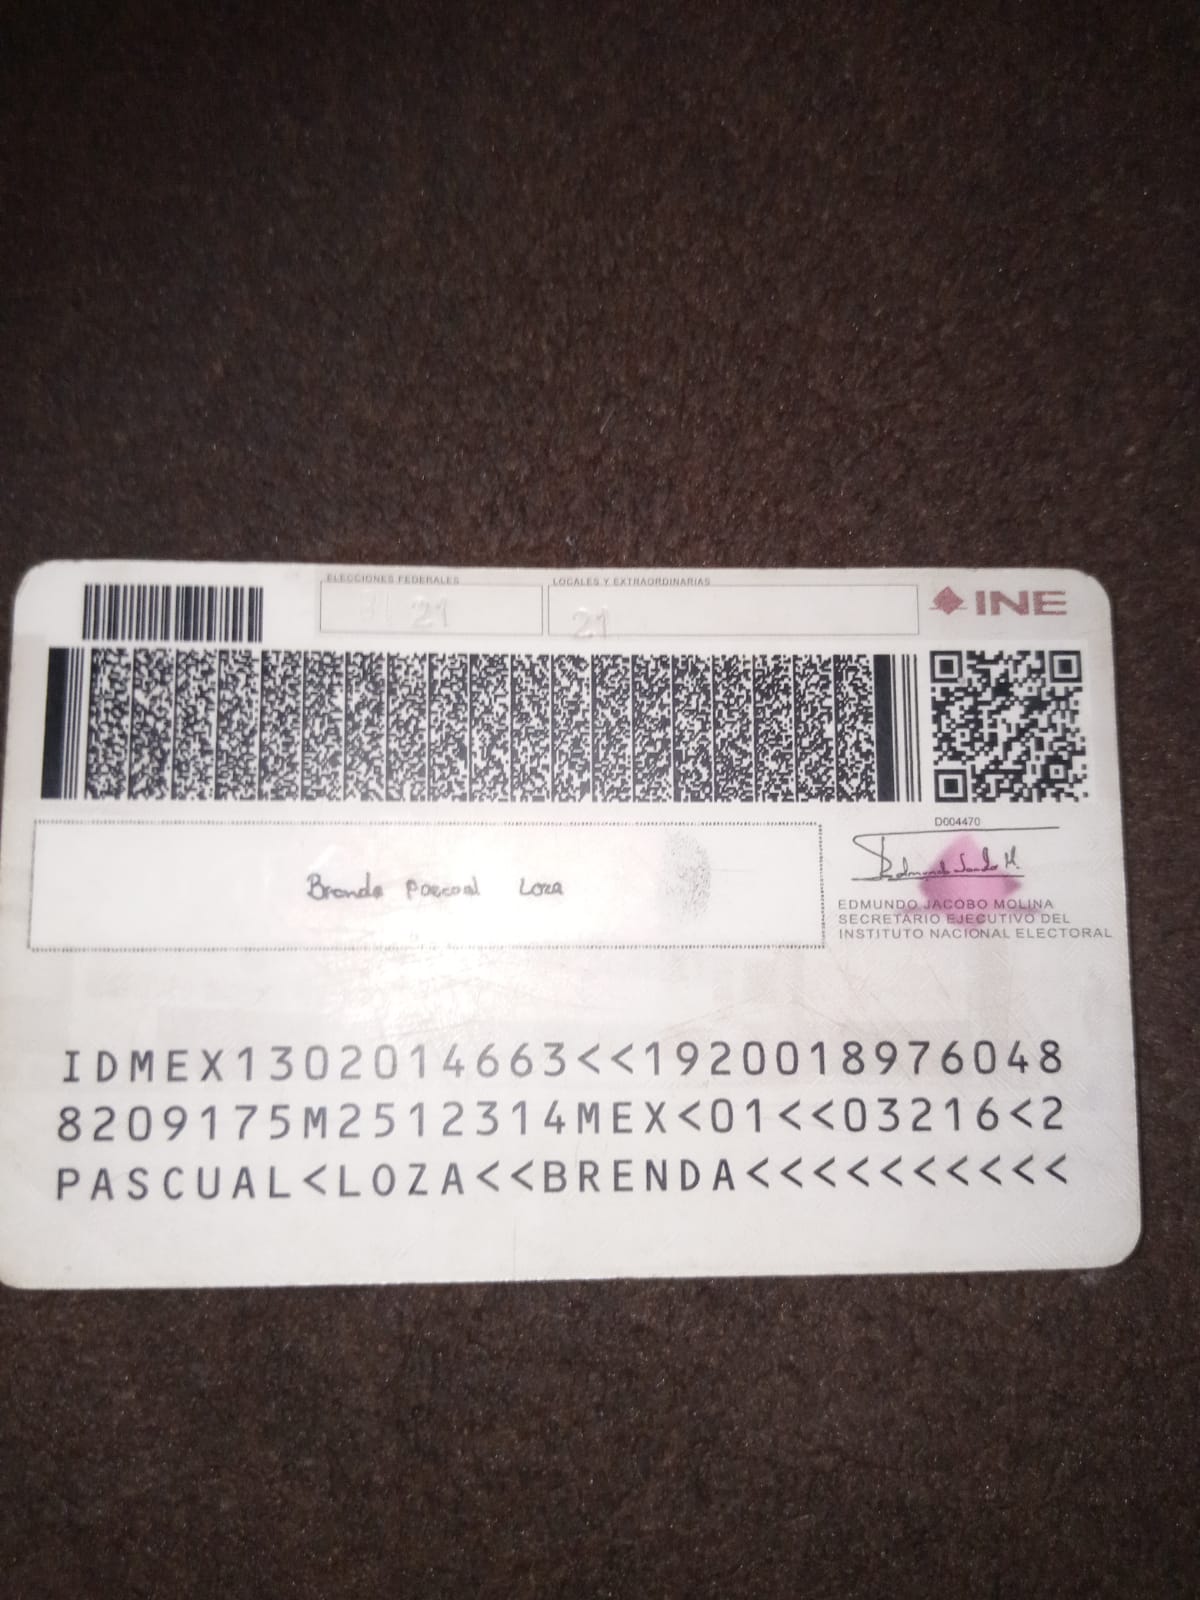 ELECCIONES FEDERALES
LOCALES Y EXTRAORDINARIAS
INE
21
21
D004470
Brenda Pascual Loza
EDMUNDO JACOBO MOLINA
SECRETARIO EJECUTIVO DEL
INSTITUTO NACIONAL ELECTORAL
IDMEX1302014663<<1920018976048
8209175M2512314MEX<01<<03216<2
PASCUAL<LOZA<<BRENDA<<<<<<<<<<